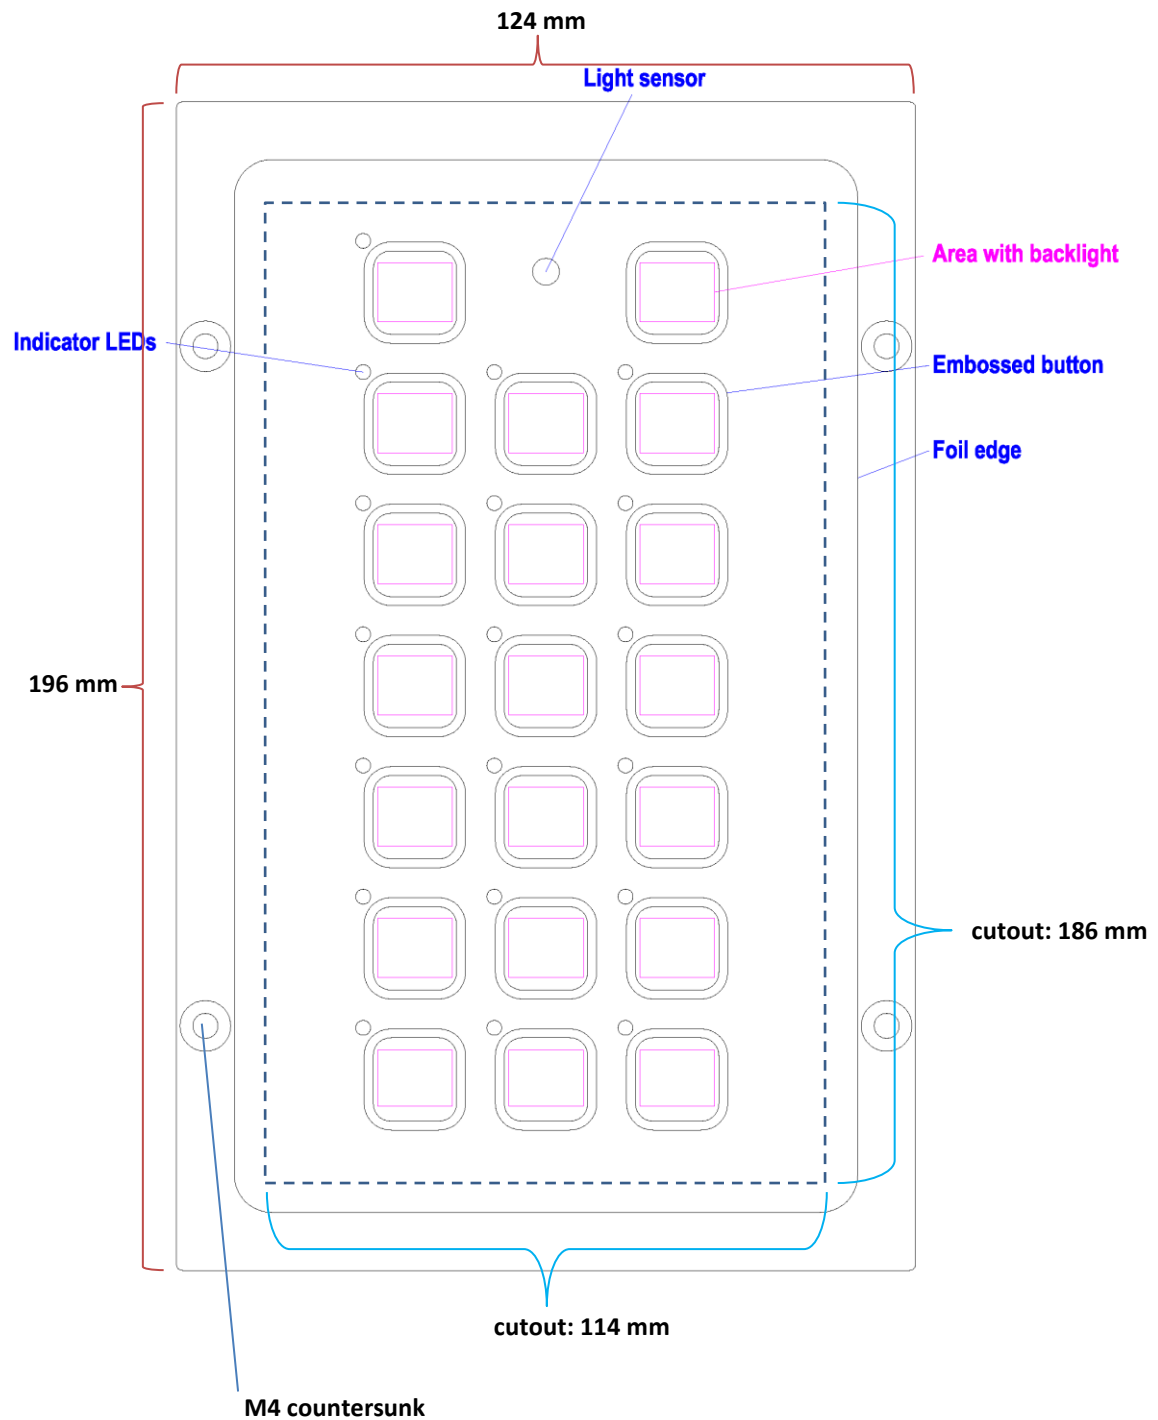 124 mm
Light sensor
Area with backlight
Indicator LEDs
Embossed button
Foil edge
196 mm
cutout: 186 mm
cutout: 114 mm
M4 countersunk